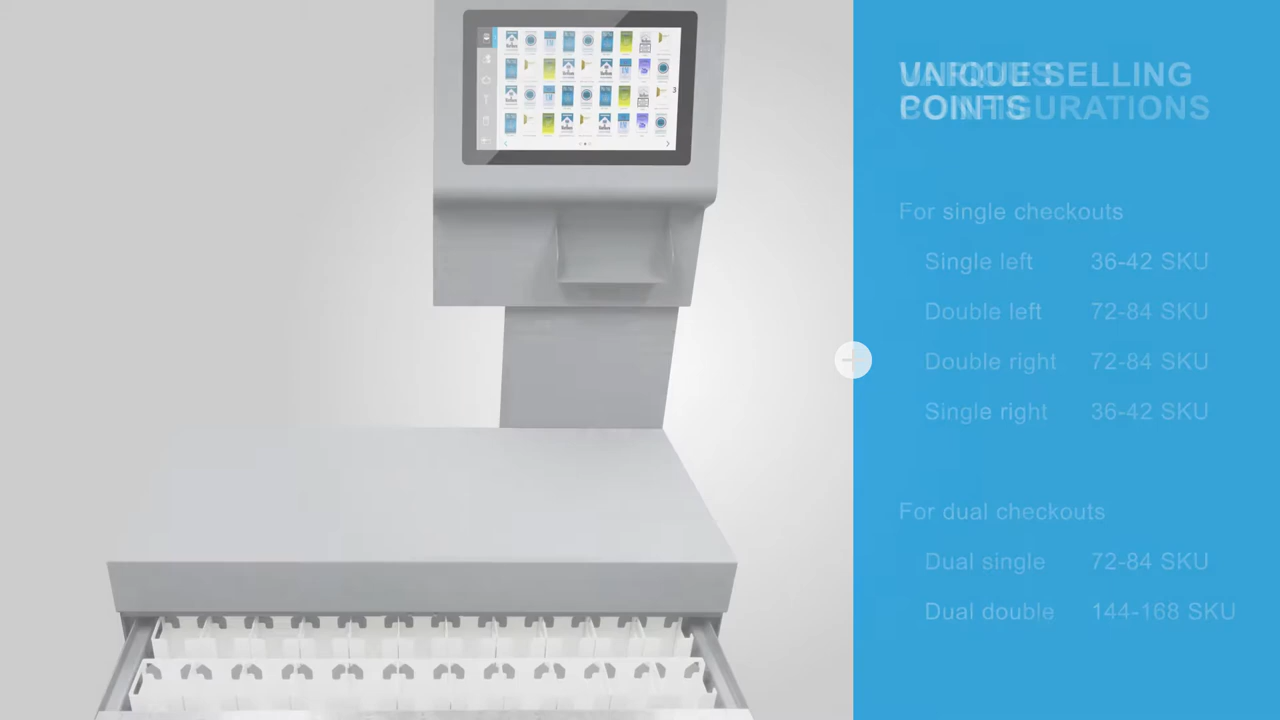 UNIQUE SELLING
POINTS
VARIOUS
CONFIGURATIONS
For single checkouts
Single left 36-42 SKU
Double left 72-84 SKU
Double right 72-84 SKU
Single right 36-42 SKU
For dual checkouts
Dual single 72-84 SKU
Dual double 144-168 SKU